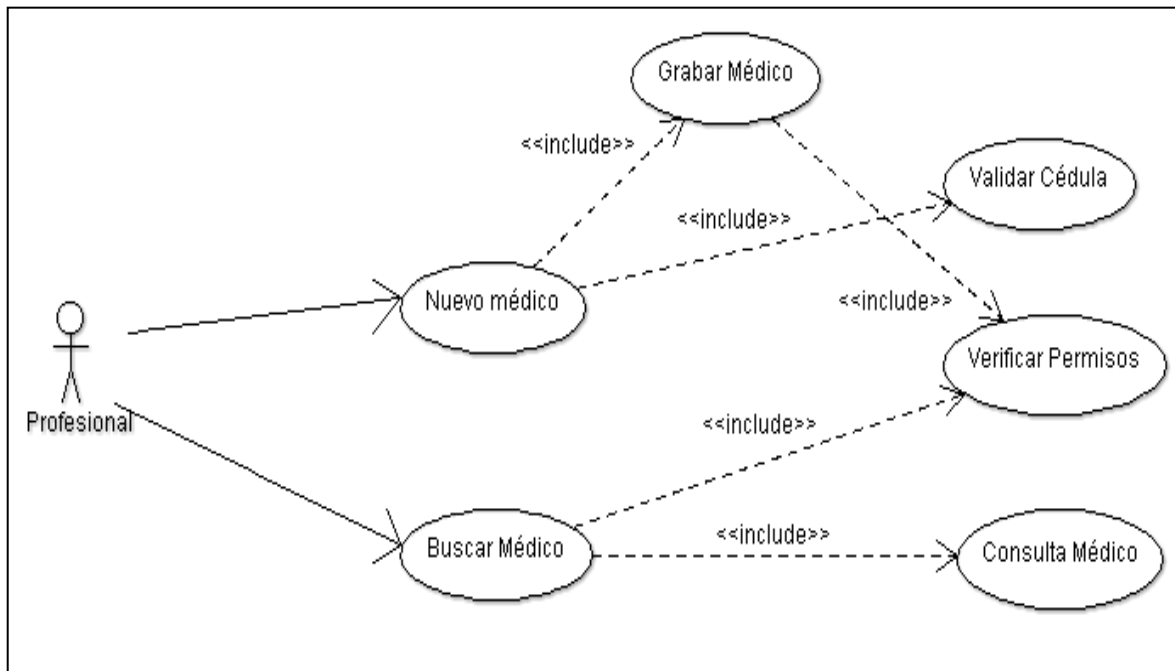 Grabar Médico
<<include>>
Validar Cédula
<<include>>
Nuevo médico
<<include>>
Verificar Permisos
Profesional
<<include>>
Buscar Médico
<<include>>
Consulta Médico